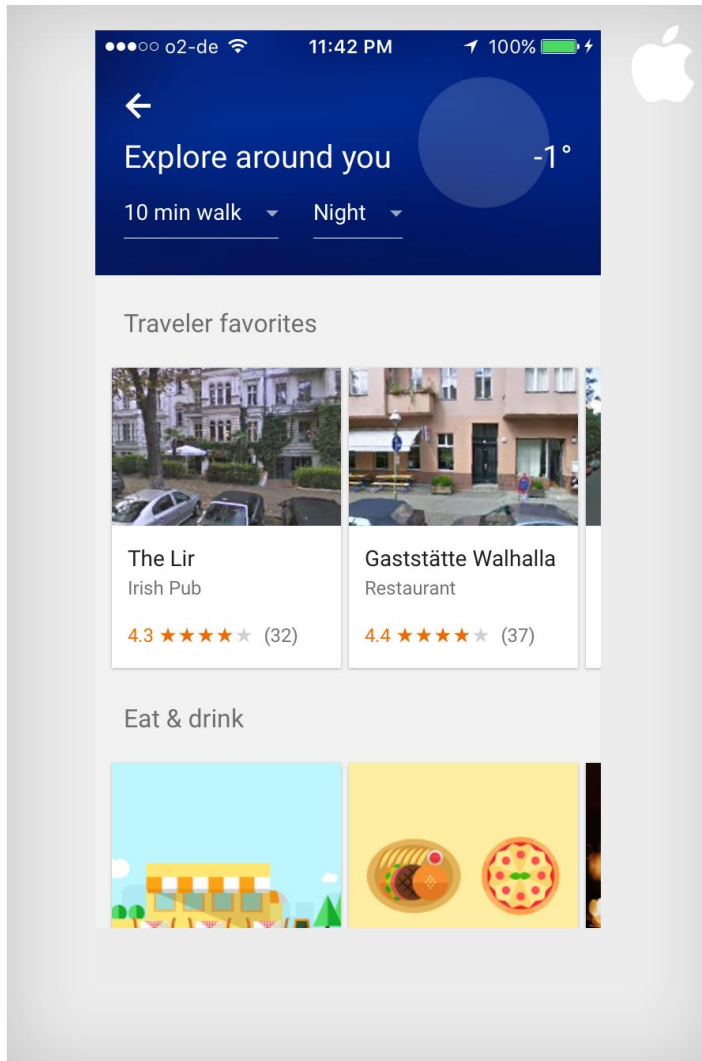 o2-de 11:42 PM 100%
Explore around you -1°
10 min walk Night
Traveler favorites
The Lir Gaststätte Walhalla
Irish Pub Restaurant
4.3 (32) 4.4 (37)
Eat & drink